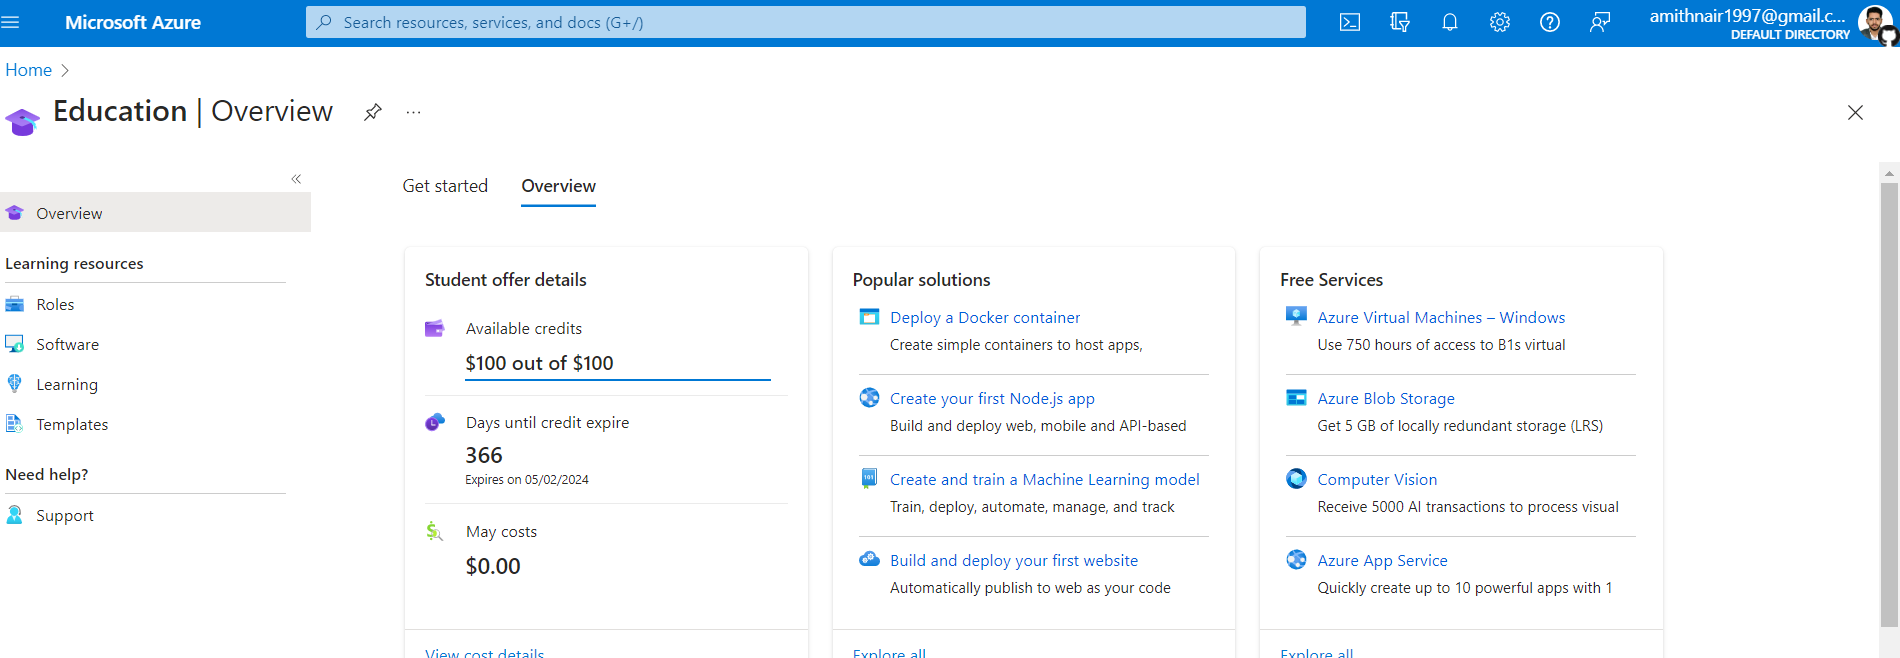 Microsoft Azure
Search resources, services, and docs (G+/)
amithnair1997@gmail.c...
DEFAULT DIRECTORY
Home
Education | Overview
...
«
Overview
Learning resources
Roles
Software
Learning
Templates
Need help?
Support
Get started
Overview
Student offer details
Available credits
$100 out of $100
Days until credit expire
366
Expires on 05/02/2024
May costs
$0.00
View cost details
Popular solutions
Deploy a Docker container
Create simple containers to host apps,
Create your first Node.js app
Build and deploy web, mobile and API-based
Create and train a Machine Learning model
Train, deploy, automate, manage, and track
Build and deploy your first website
Automatically publish to web as your code
Explore all
Free Services
Azure Virtual Machines – Windows
Use 750 hours of access to B1s virtual
Azure Blob Storage
Get 5 GB of locally redundant storage (LRS)
Computer Vision
Receive 5000 AI transactions to process visual
Azure App Service
Quickly create up to 10 powerful apps with 1
Explore all